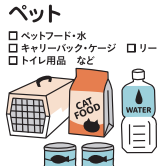 ペット
□ ペットフード・水
□ キャリーバック・ケージ □ リー
□ トイレ用品 など
CAT
FOOD
WATER